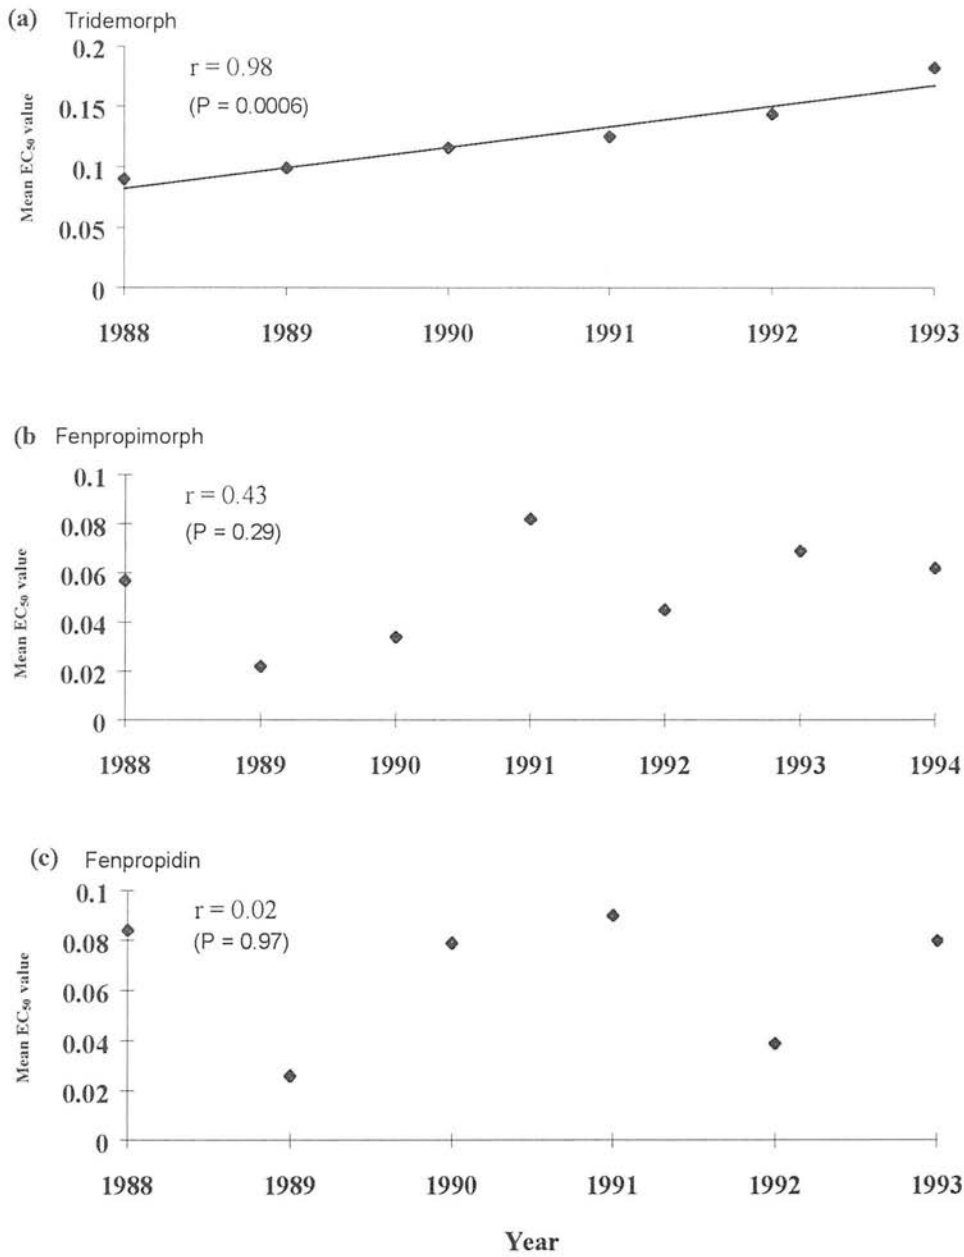 (a) Tridemorph
0.2
r = 0.98
(P = 0.0006)
0.15
0.1
0.05
0
Mean EC₅₀ value
1988 1989 1990 1991 1992 1993
(b Fenpropimorph
0.1
r = 0.43
(P = 0.29)
0.08
0.06
0.04
0.02
0
Mean EC₅₀ value
1988 1989 1990 1991 1992 1993 1994
(c) Fenpropidin
0.1
r = 0.02
(P = 0.97)
0.08
0.06
0.04
0.02
0
Mean EC₅₀ value
1988 1989 1990 1991 1992 1993
Year